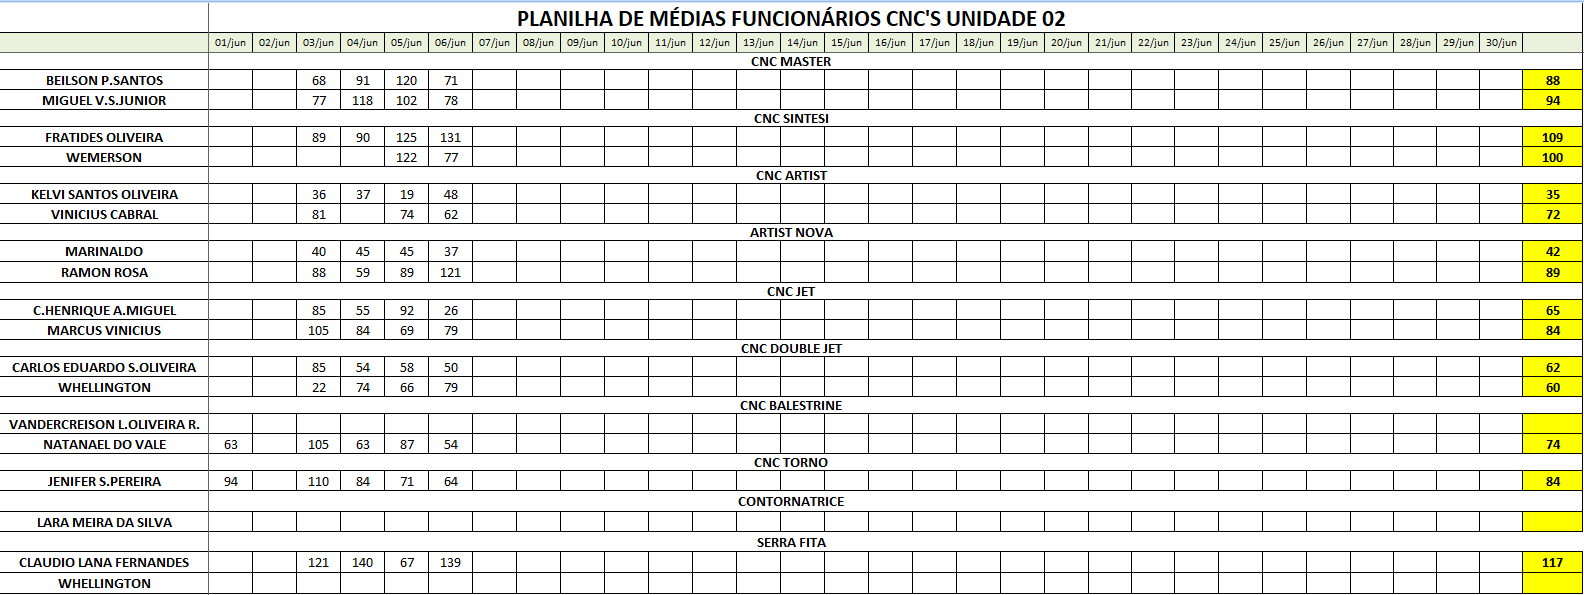 PLANILHA DE MÉDIAS FUNCIONÁRIOS CNC'S UNIDADE 02
01/jun 02/jun 03/jun 04/jun 05/jun 06/jun 07/jun 08/jun 09/jun 10/jun 11/jun 12/jun 13/jun 14/jun 15/jun 16/jun 17/jun 18/jun 19/jun 20/jun 21/jun 22/jun 23/jun 24/jun 25/jun 26/jun 27/jun 28/jun 29/jun 30/jun
CNC MASTER
BEILSON P.SANTOS 68 91 120 71 88
MIGUEL V.S.JUNIOR 77 118 102 78 94
CNC SINTESI
FRATIDES OLIVEIRA 89 90 125 131 109
WEMERSON 122 77 100
CNC ARTIST
KELVI SANTOS OLIVEIRA 36 37 19 48 35
VINICIUS CABRAL 81 74 62 72
ARTIST NOVA
MARINALDO 40 45 45 37 42
RAMON ROSA 88 59 89 121 89
CNC JET
C.HENRIQUE A.MIGUEL 85 55 92 26 65
MARCUS VINICIUS 105 84 69 79 84
CNC DOUBLE JET
CARLOS EDUARDO S.OLIVEIRA 85 54 58 50 62
WHELLINGTON 22 74 66 79 60
CNC BALESTRINE
VANDERCREISON L.OLIVEIRA R.
NATANAEL DO VALE 63 105 63 87 54 74
CNC TORNO
JENIFER S.PEREIRA 94 110 84 71 64 84
CONTORNATRICE
LARA MEIRA DA SILVA
SERRA FITA
CLAUDIO LANA FERNANDES 121 140 67 139 117
WHELLINGTON